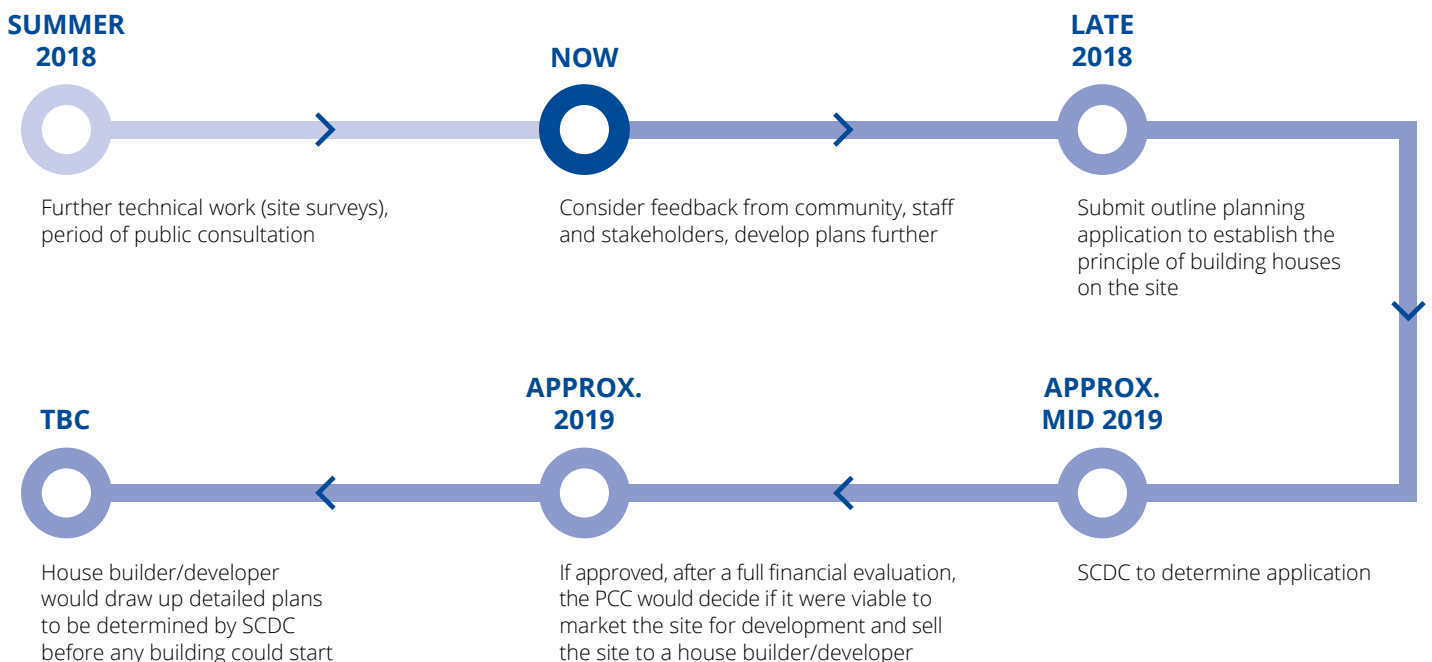 SUMMER
2018
Further technical work (site surveys),
period of public consultation
NOW
Consider feedback from community, staff
and stakeholders, develop plans further
LATE
2018
Submit outline planning
application to establish the
principle of building houses
on the site
APPROX.
MID 2019
SCDC to determine application
APPROX.
2019
If approved, after a full financial evaluation,
the PCC would decide if it were viable to
market the site for development and sell
the site to a house builder/developer
TBC
House builder/developer
would draw up detailed plans
to be determined by SCDC
before any building could start